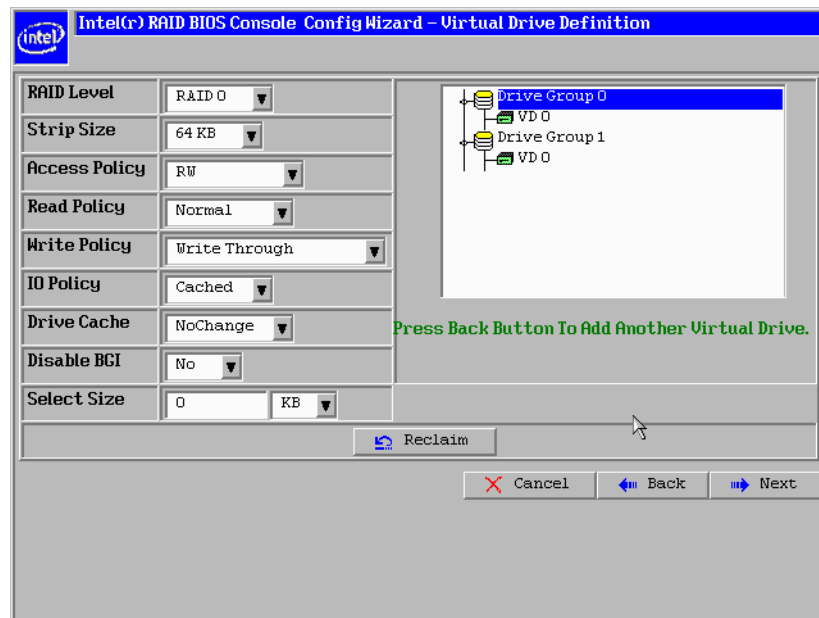 intel
Intel(r) RAID BIOS Console Config Wizard – Virtual Drive Definition
RAID Level RAID 0
Strip Size 64 KB
Access Policy RW
Read Policy Normal
Write Policy Write Through
IO Policy Cached
Drive Cache NoChange
Disable BGI No
Select Size 0 KB
Drive Group 0
VD 0
Drive Group 1
VD 0
Press Back Button To Add Another Virtual Drive.
Reclaim
Cancel Back Next